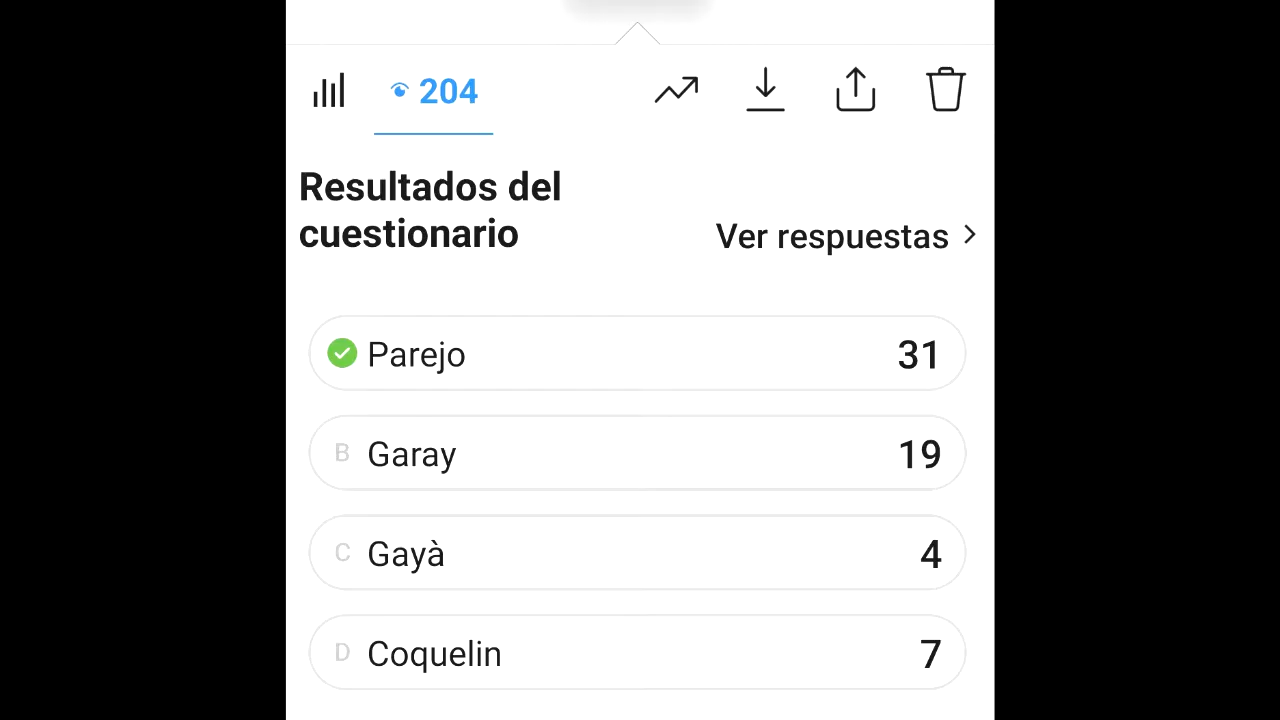 204
Resultados del
cuestionario
Ver respuestas
Parejo 31
B Garay 19
C Gayà 4
D Coquelin 7